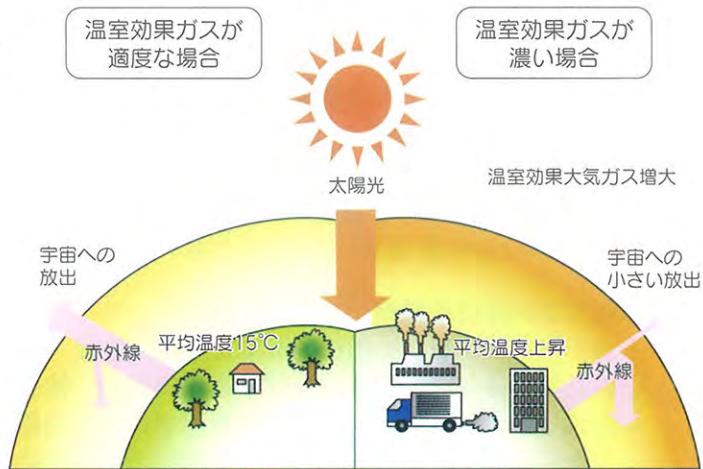 温室効果ガスが
適度な場合
温室効果ガスが
濃い場合
太陽光
温室効果大気ガス増大
宇宙への
放出
宇宙への
小さい放出
赤外線
平均温度15℃
平均温度上昇
赤外線